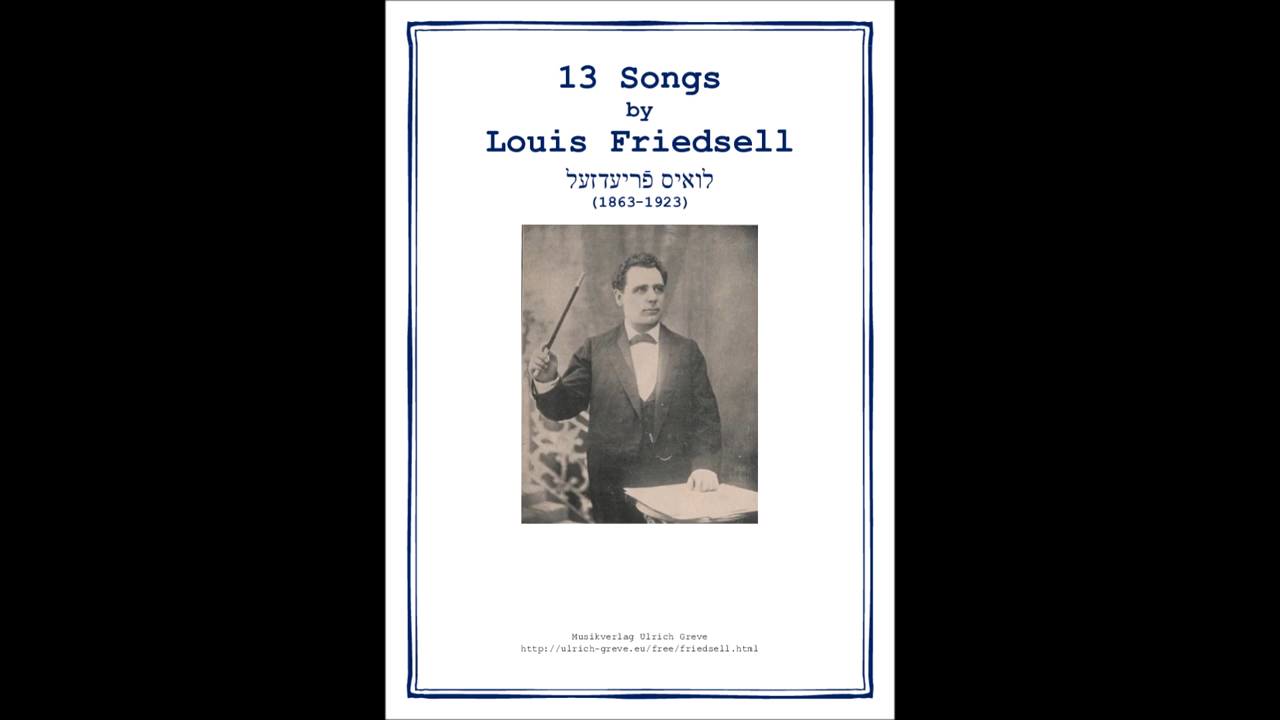 13 Songs
by
Louis Friedsell
לואיס פֿריעדזעל
(1863-1923)
Musikverlag Ulrich Greve
http://ulrich-greve.eu/free/friedsell.html